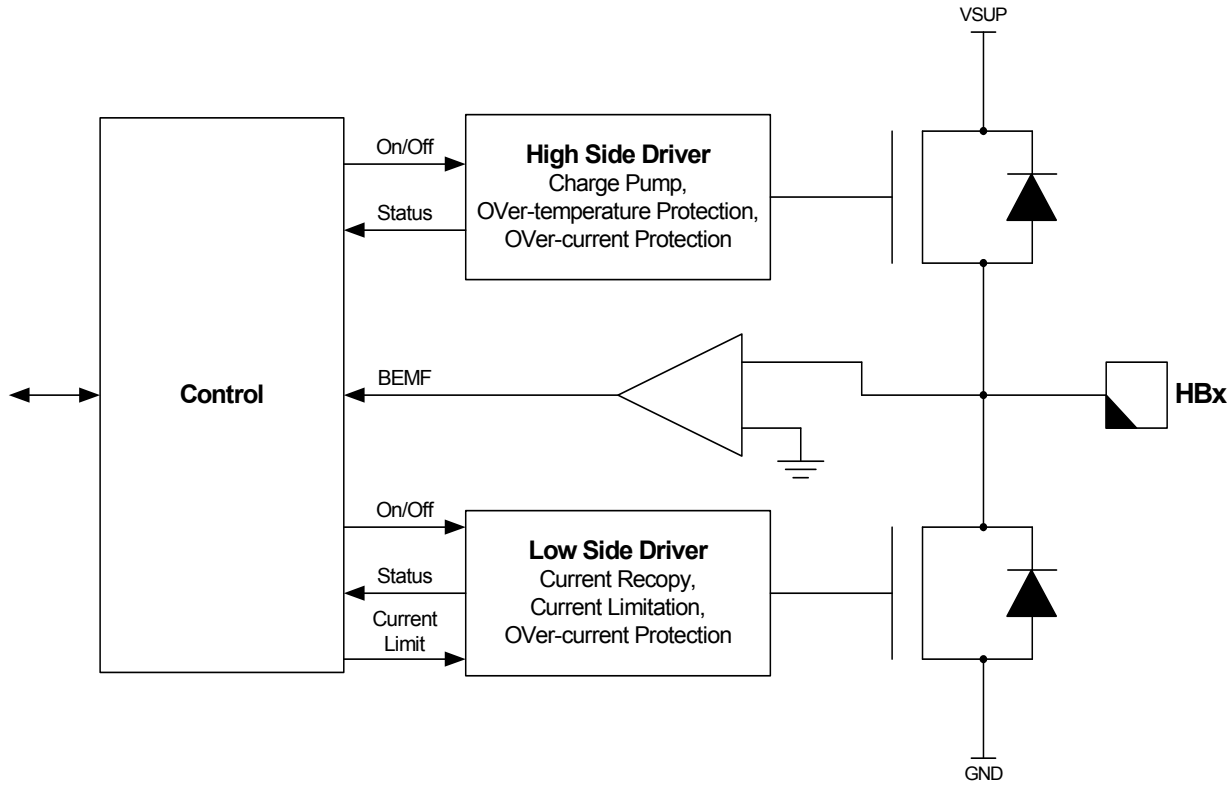 VSUP
On/Off
High Side Driver
Charge Pump,
OVer-temperature Protection,
OVer-current Protection
Status
BEMF
Control
HBx
On/Off
Low Side Driver
Current Recopy,
Current Limitation,
OVer-current Protection
Status
Current
Limit
GND